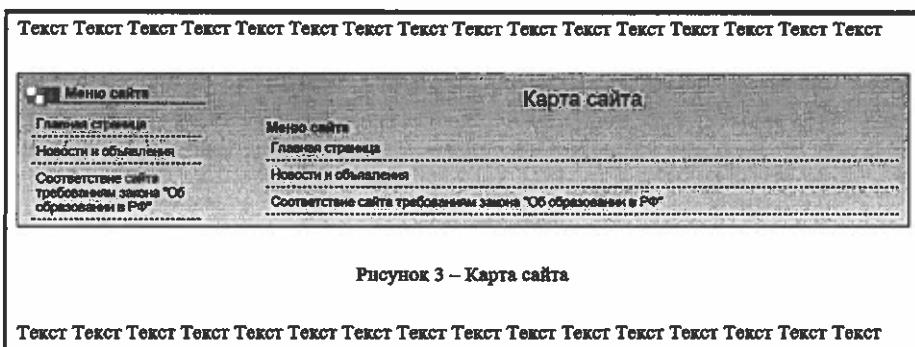 Текст Текст Текст Текст Текст Текст Текст Текст Текст Текст Текст Текст Текст Текст Текст Текст
Меню сайта
Главная страница
Новости и объявления
Соответствие сайта
требованиям закона "Об
образовании в РФ"
Карта сайта
Меню сайта
Главная страница
Новости и объявления
Соответствие сайта требованиям закона "Об образовании в РФ"
Рисунок 3 – Карта сайта
Текст Текст Текст Текст Текст Текст Текст Текст Текст Текст Текст Текст Текст Текст Текст Текст